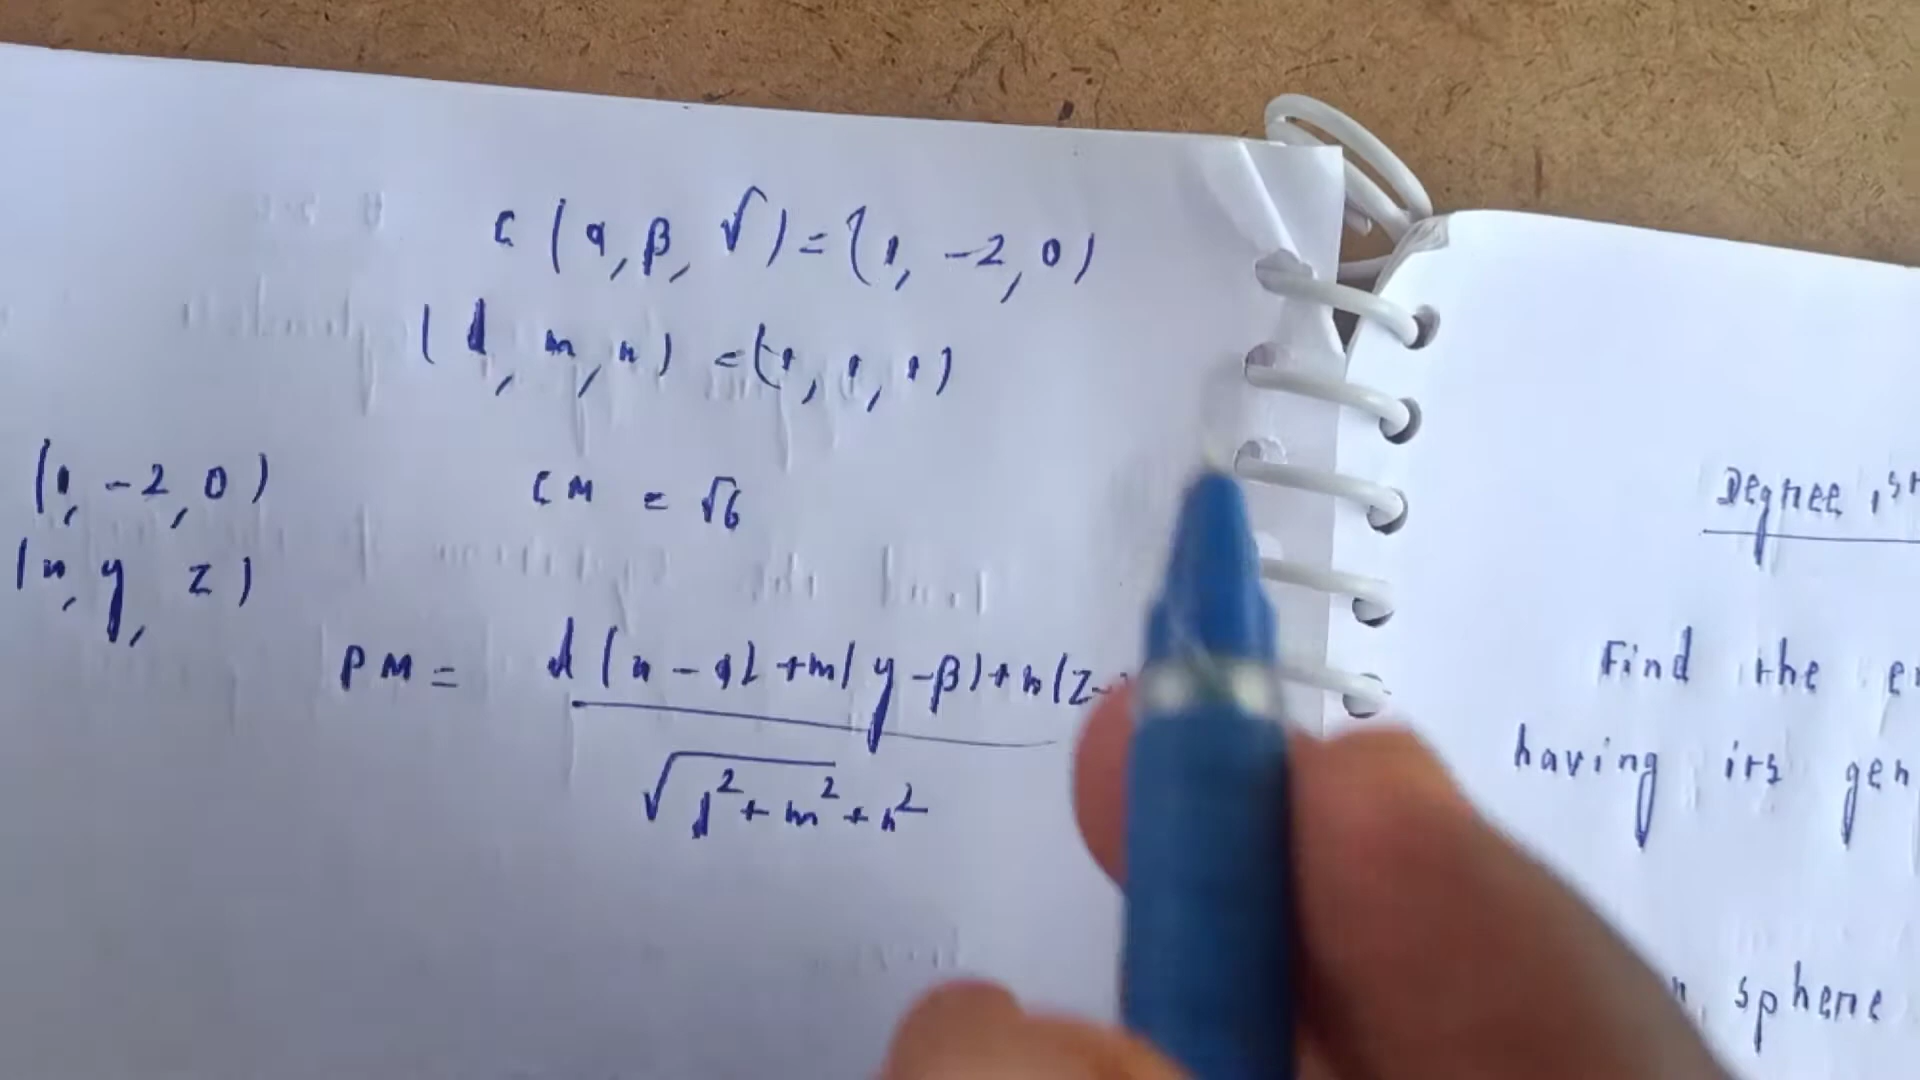 C (α, β, √) = (1, -2, 0)
(l, m, n) = (1, 1, 1)
(1, -2, 0)
CM = √6
(x, y, z)
PM = l(x - α) + m(y - β) + n(z -
√l² + m² + n²
Degree,
Find the
having its gen
sphere